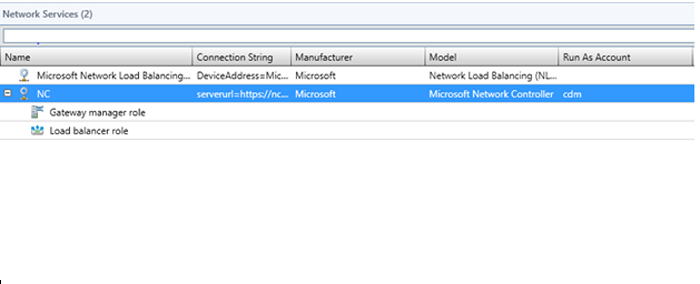 Network Services (2)
Name Connection String Manufacturer Model Run As Account
Microsoft Network Load Balancing... DeviceAddress=Mic... Microsoft Network Load Balancing (NL...
NC serverurl=https://nc... Microsoft Microsoft Network Controller cdm
Gateway manager role
Load balancer role